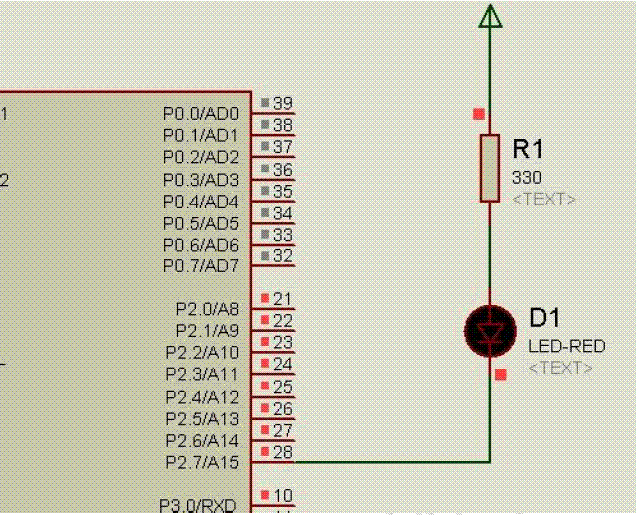 1
P0.0/AD0 39
P0.1/AD1 38
P0.2/AD2 37
2 P0.3/AD3 36
P0.4/AD4 35
P0.5/AD5 34
P0.6/AD6 33
P0.7/AD7 32
P2.0/A8 21
P2.1/A9 22
P2.2/A10 23
P2.3/A11 24
P2.4/A12 25
P2.5/A13 26
P2.6/A14 27
P2.7/A15 28
P3.0/RXD 10
R1
330
<TEXT>
D1
LED-RED
<TEXT>